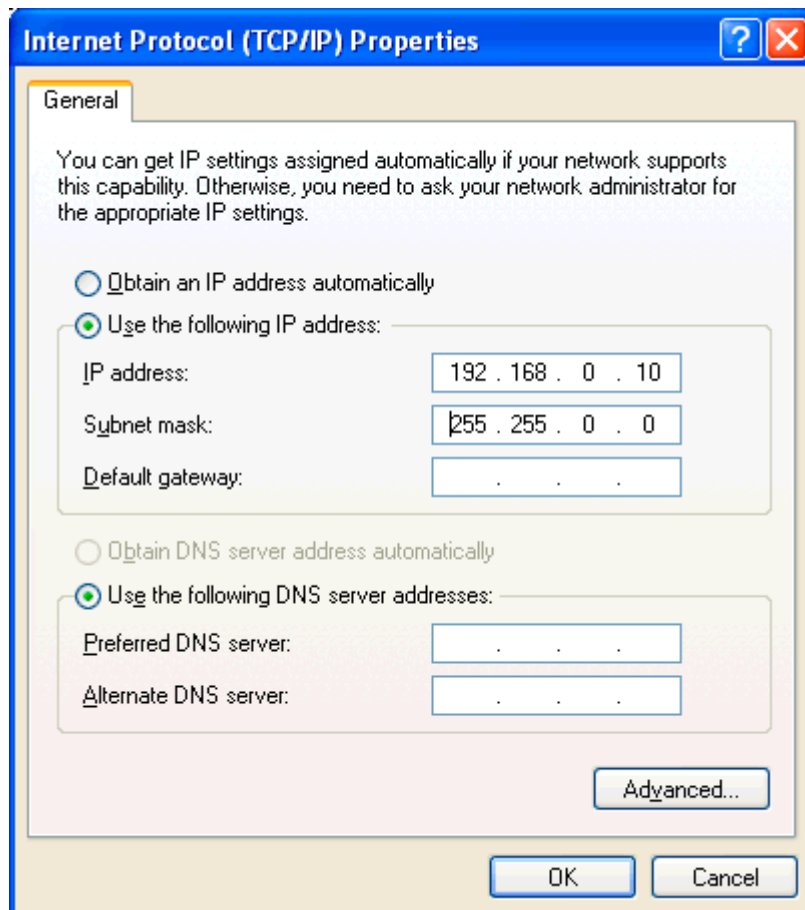 Internet Protocol (TCP/IP) Properties
General
You can get IP settings assigned automatically if your network supports
this capability. Otherwise, you need to ask your network administrator for
the appropriate IP settings.
Obtain an IP address automatically
Use the following IP address:
IP address: 192 . 168 . 0 . 10
Subnet mask: 255 . 255 . 0 . 0
Default gateway: . . .
Obtain DNS server address automatically
Use the following DNS server addresses:
Preferred DNS server: . . .
Alternate DNS server: . . .
Advanced...
OK Cancel